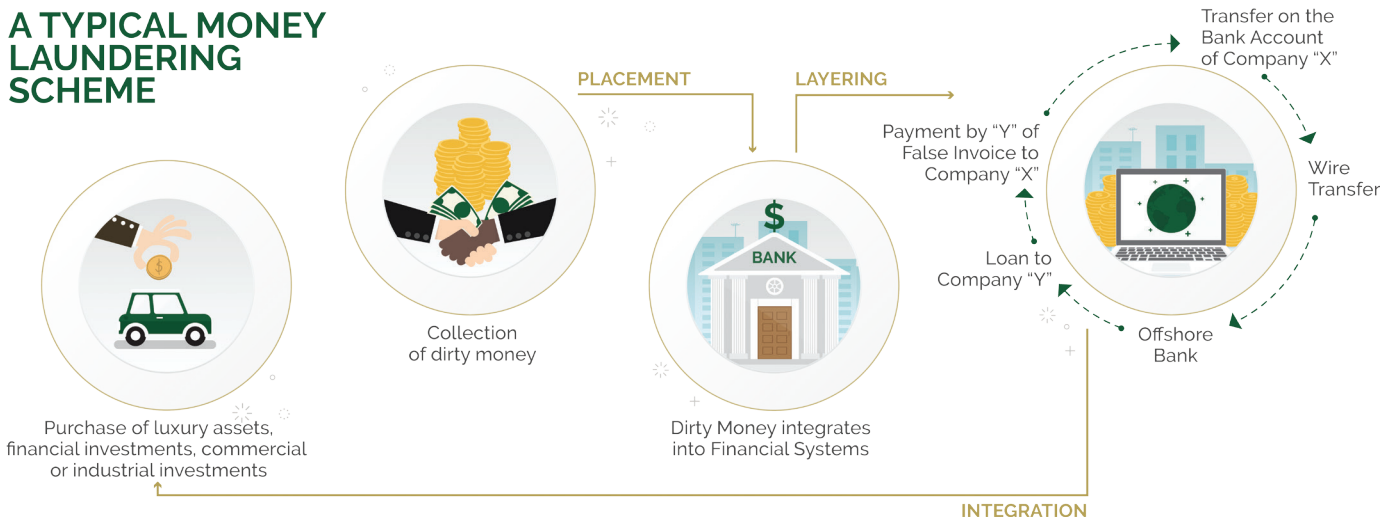 A TYPICAL MONEY
LAUNDERING
SCHEME
PLACEMENT
LAYERING
Transfer on the
Bank Account
of Company “X”
Wire
Transfer
Offshore
Bank
Loan to
Company “Y”
Payment by “Y” of
False Invoice to
Company “X”
Collection
of dirty money
$
BANK
Dirty Money integrates
into Financial Systems
$
Purchase of luxury assets,
financial investments, commercial
or industrial investments
INTEGRATION